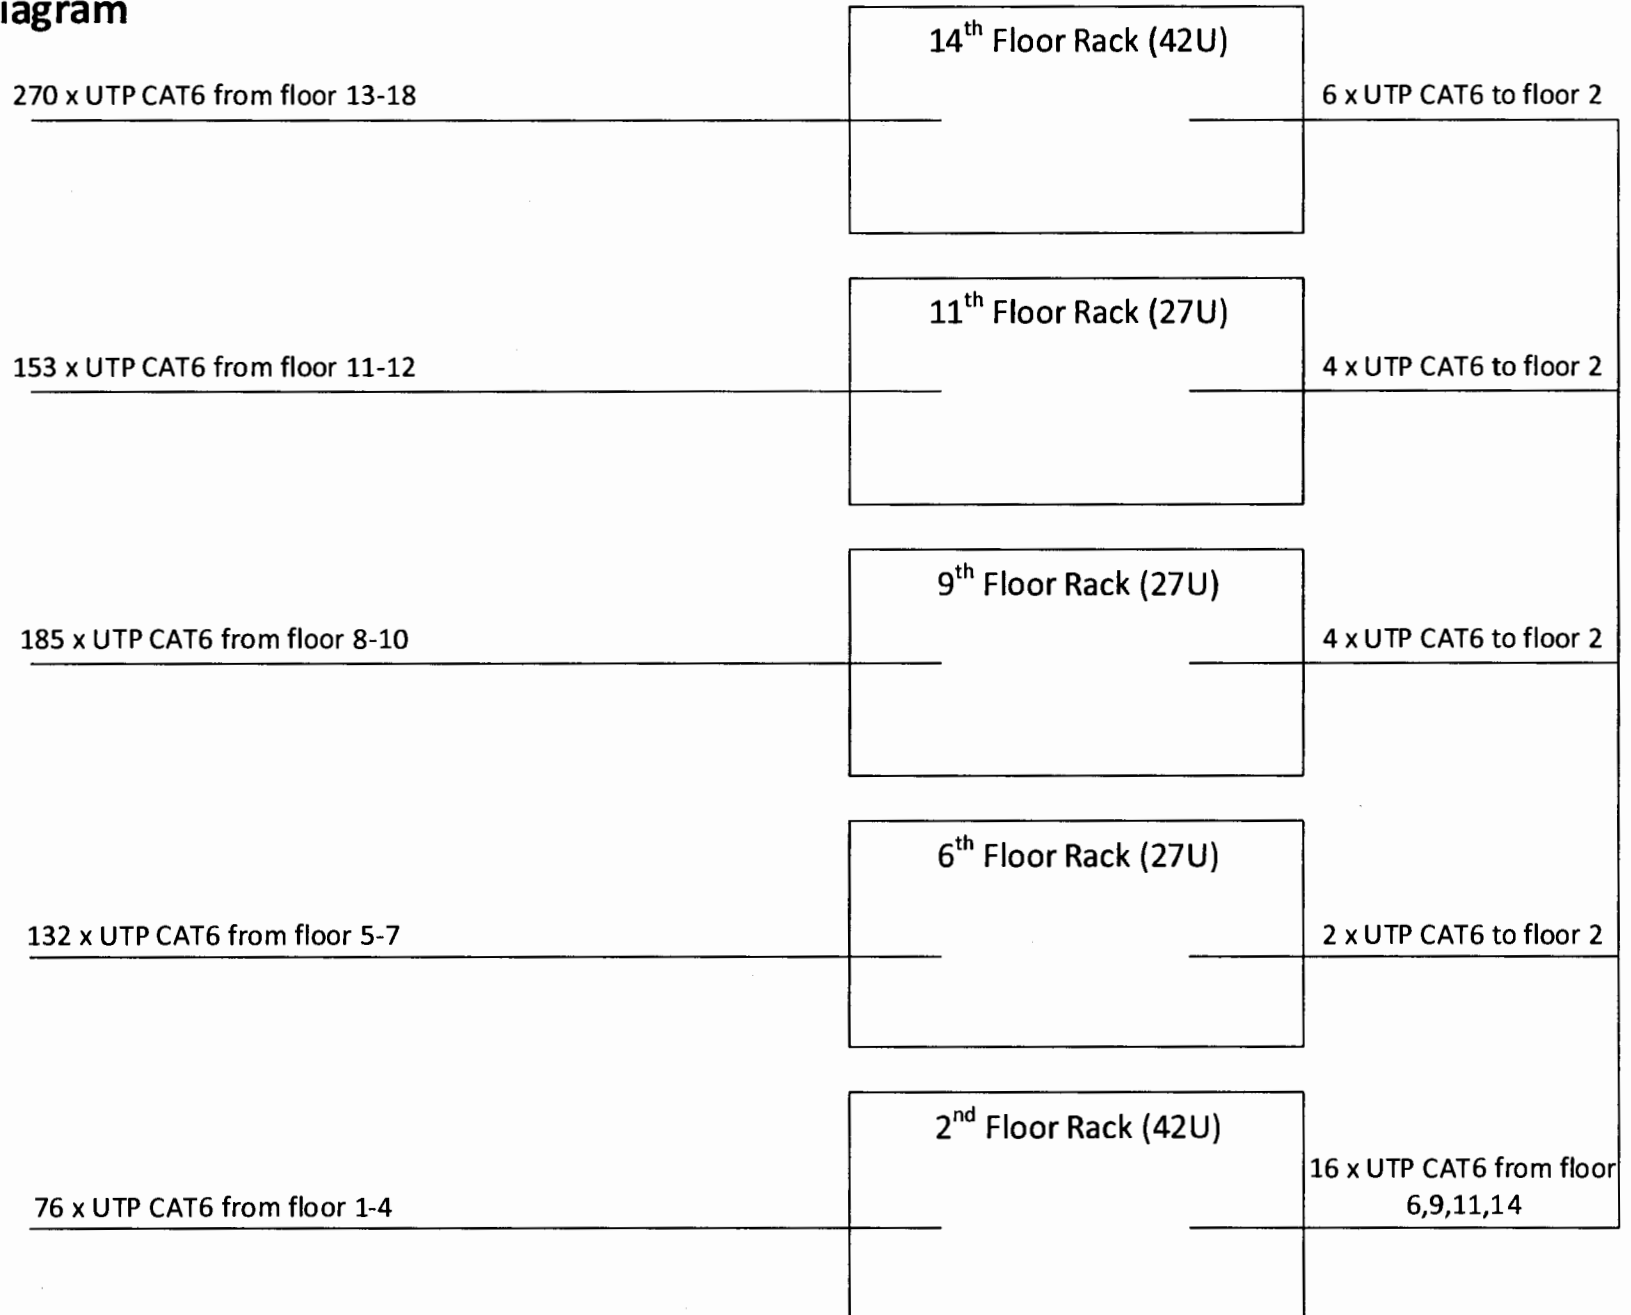 iagram
14th Floor Rack (42U)
270 x UTP CAT6 from floor 13-18
6 x UTP CAT6 to floor 2
11th Floor Rack (27U)
153 x UTP CAT6 from floor 11-12
4 x UTP CAT6 to floor 2
9th Floor Rack (27U)
185 x UTP CAT6 from floor 8-10
4 x UTP CAT6 to floor 2
6th Floor Rack (27U)
132 x UTP CAT6 from floor 5-7
2 x UTP CAT6 to floor 2
2nd Floor Rack (42U)
76 x UTP CAT6 from floor 1-4
16 x UTP CAT6 from floor
6,9,11,14